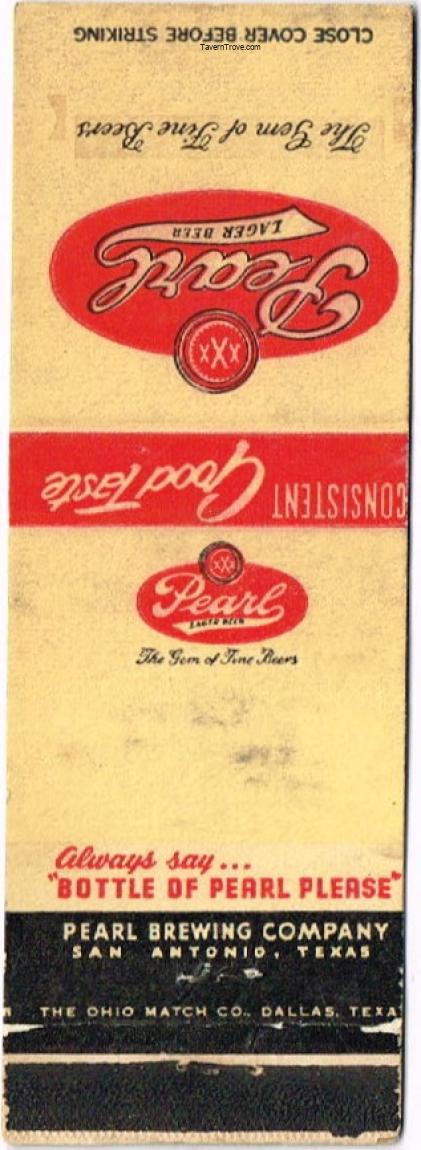 CLOSE COVER BEFORE STRIKING
TavernTrove.com
The Gem of Fine Beers
Pearl
LAGER BEER
XXX
CONSISTENT Good Taste
XXX
Pearl
LAGER BEER
The Gem of Fine Beers
Always say...
"BOTTLE OF PEARL PLEASE"
PEARL BREWING COMPANY
SAN ANTONIO, TEXAS
THE OHIO MATCH CO., DALLAS, TEXA